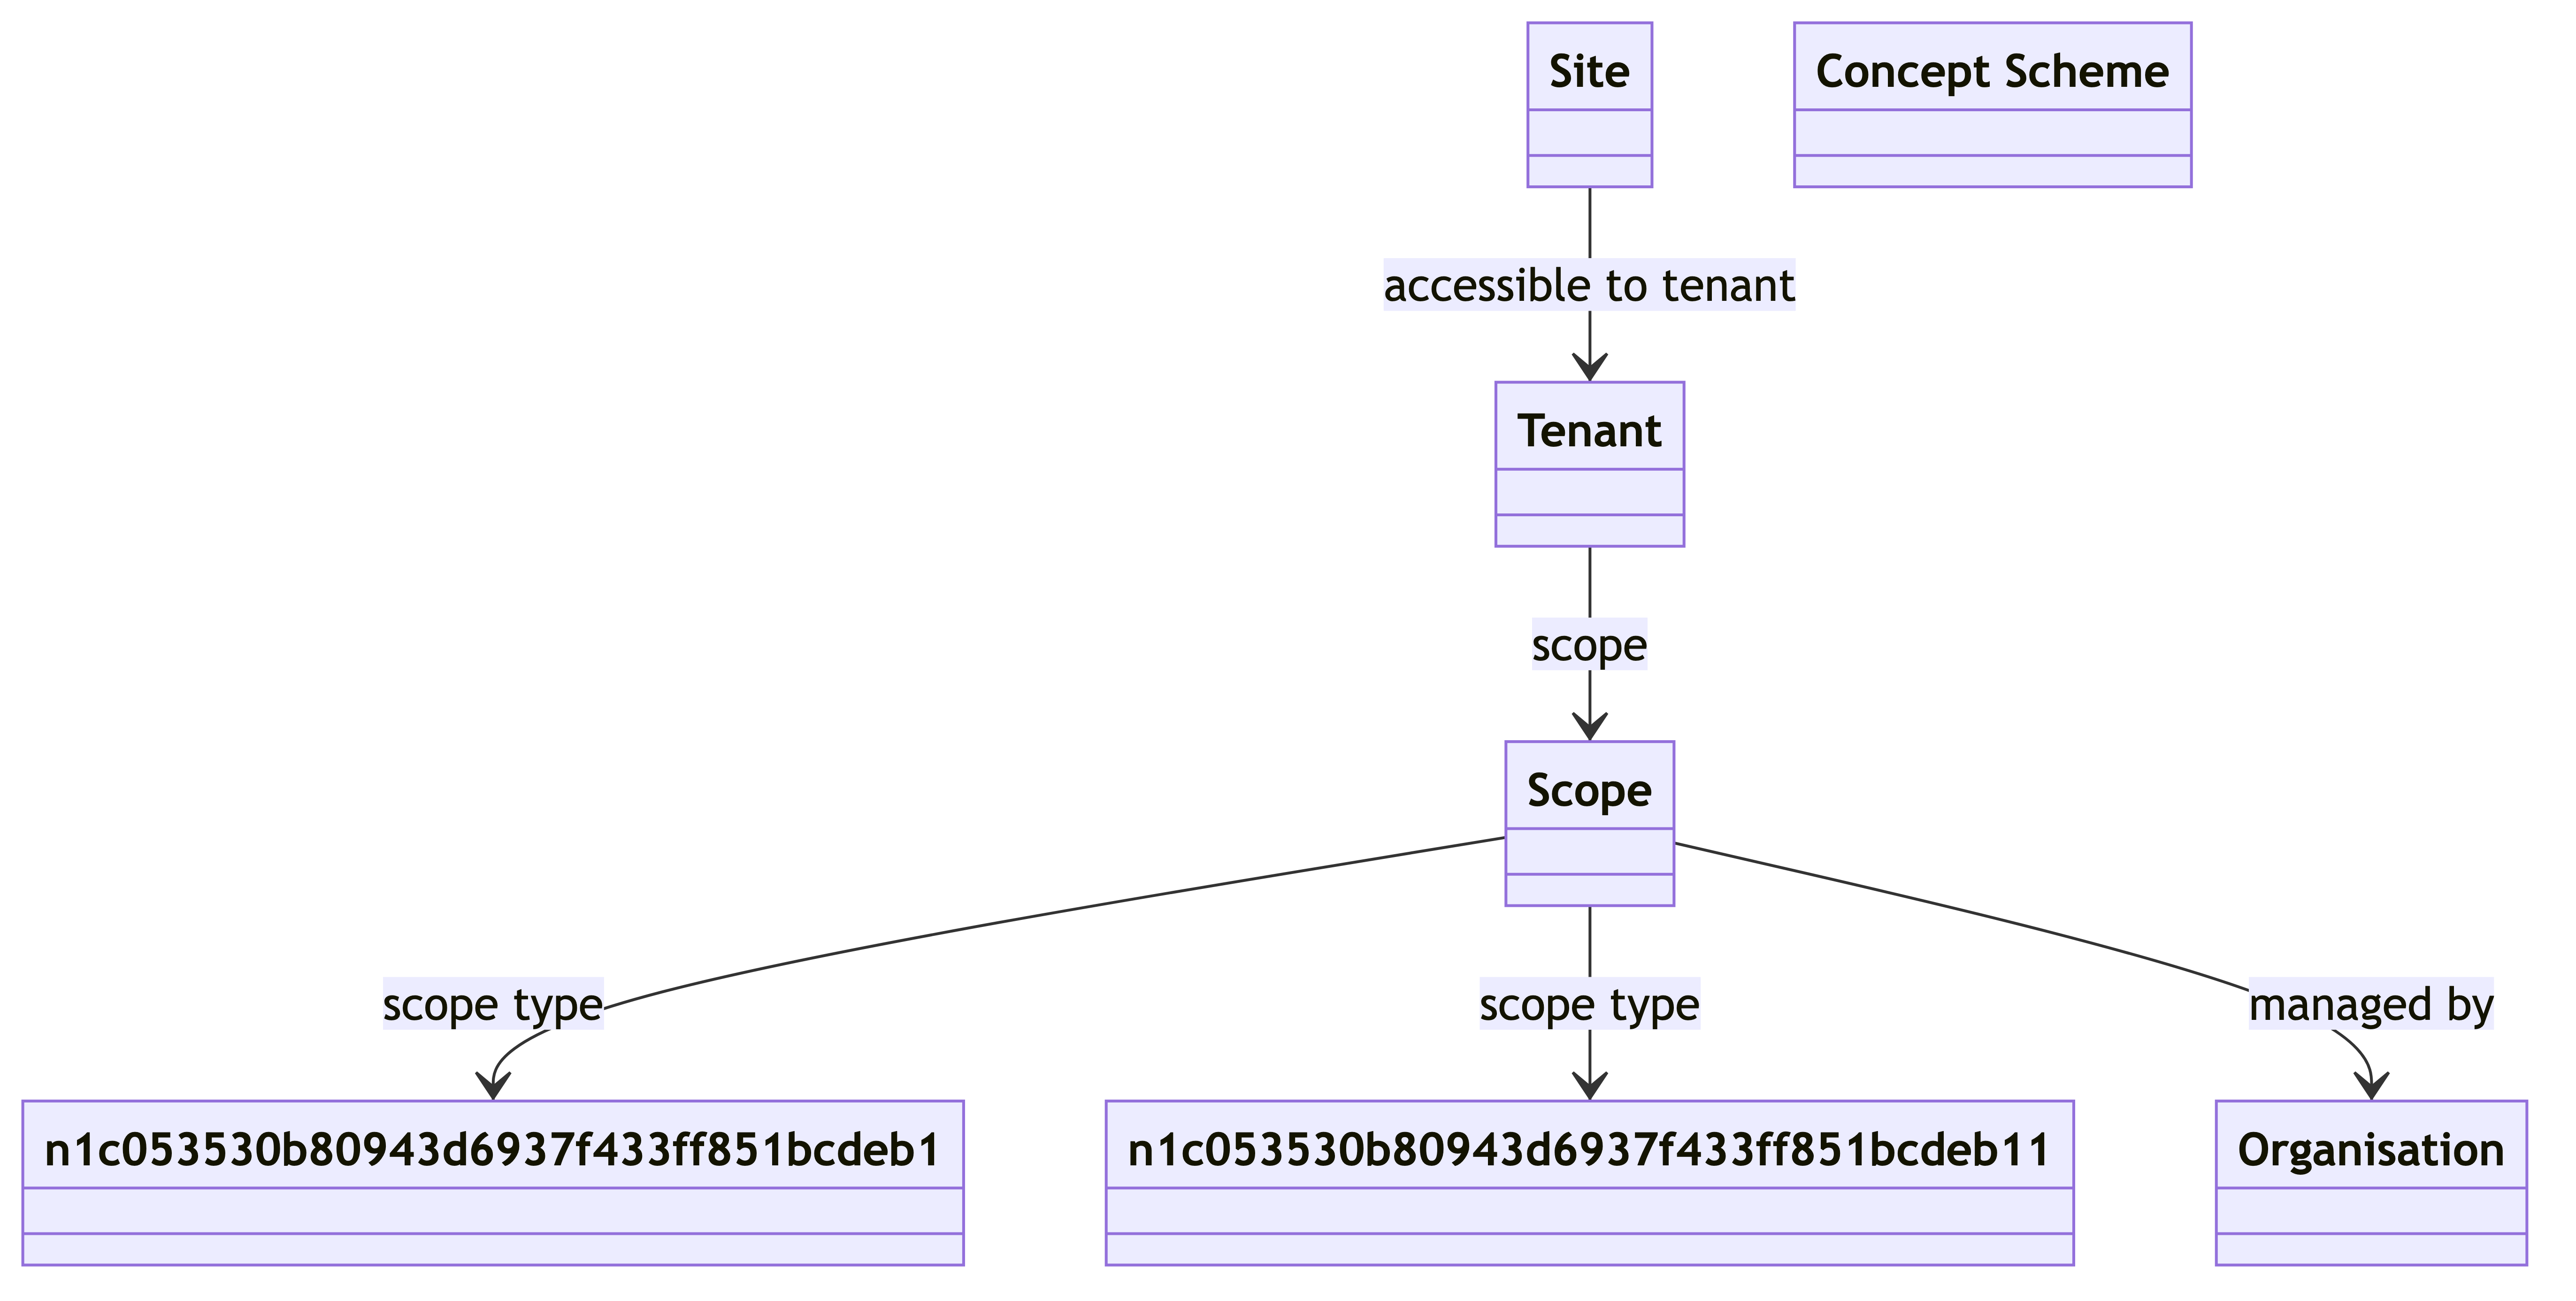 Site
Concept Scheme
accessible to tenant
Tenant
scope
Scope
scope type
scope type
managed by
n1c053530b80943d6937f433ff851bcdeb1
n1c053530b80943d6937f433ff851bcdeb11
Organisation